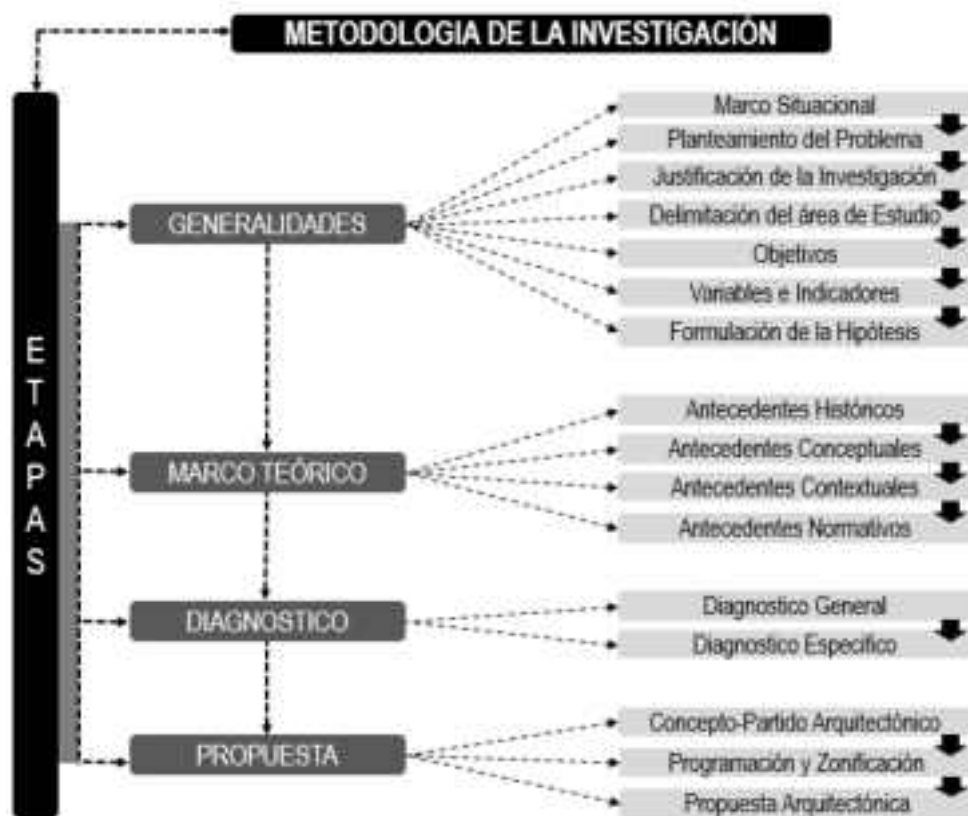 METODOLOGIA DE LA INVESTIGACIÓN
ETAPAS
GENERALIDADES
Marco Situacional
Planteamiento del Problema
Justificación de la Investigación
Delimitación del área de Estudio
Objetivos
Variables e Indicadores
Formulación de la Hipótesis
MARCO TEÓRICO
Antecedentes Históricos
Antecedentes Conceptuales
Antecedentes Contextuales
Antecedentes Normativos
DIAGNOSTICO
Diagnostico General
Diagnostico Especifico
PROPUESTA
Concepto-Partido Arquitectónico
Programación y Zonificación
Propuesta Arquitectónica